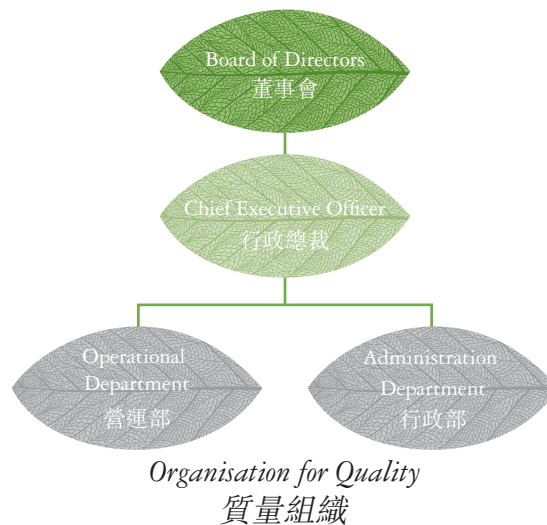 Board of Directors
董事會
Chief Executive Officer
行政總裁
Operational
Department
營運部
Administration
Department
行政部
Organisation for Quality
質量組織